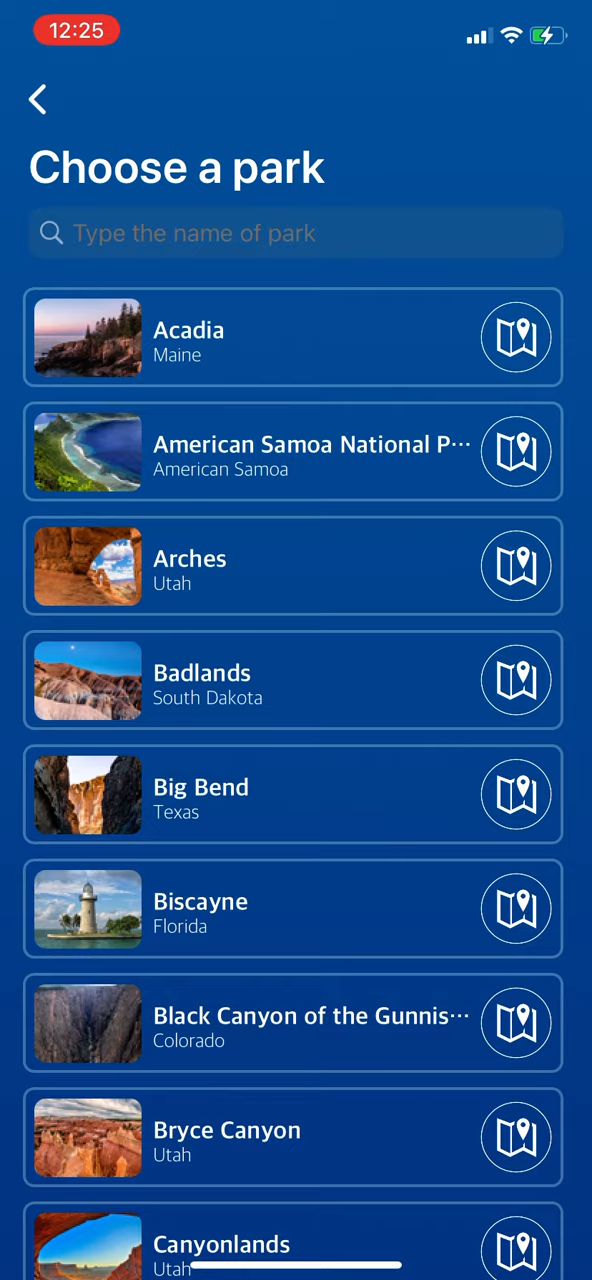 12:25
Choose a park
Type the name of park
Acadia
Maine
American Samoa National P···
American Samoa
Arches
Utah
Badlands
South Dakota
Big Bend
Texas
Biscayne
Florida
Black Canyon of the Gunnis···
Colorado
Bryce Canyon
Utah
Canyonlands
Utah